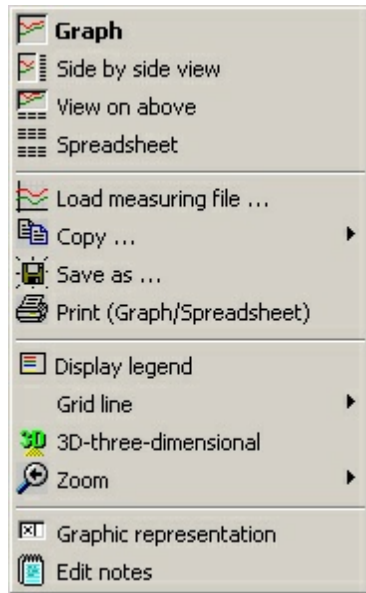 Graph
Side by side view
View on above
Spreadsheet
Load measuring file ...
Copy ...
Save as ...
Print (Graph/Spreadsheet)
Display legend
Grid line
3D 3D-three-dimensional
Zoom
Graphic representation
Edit notes